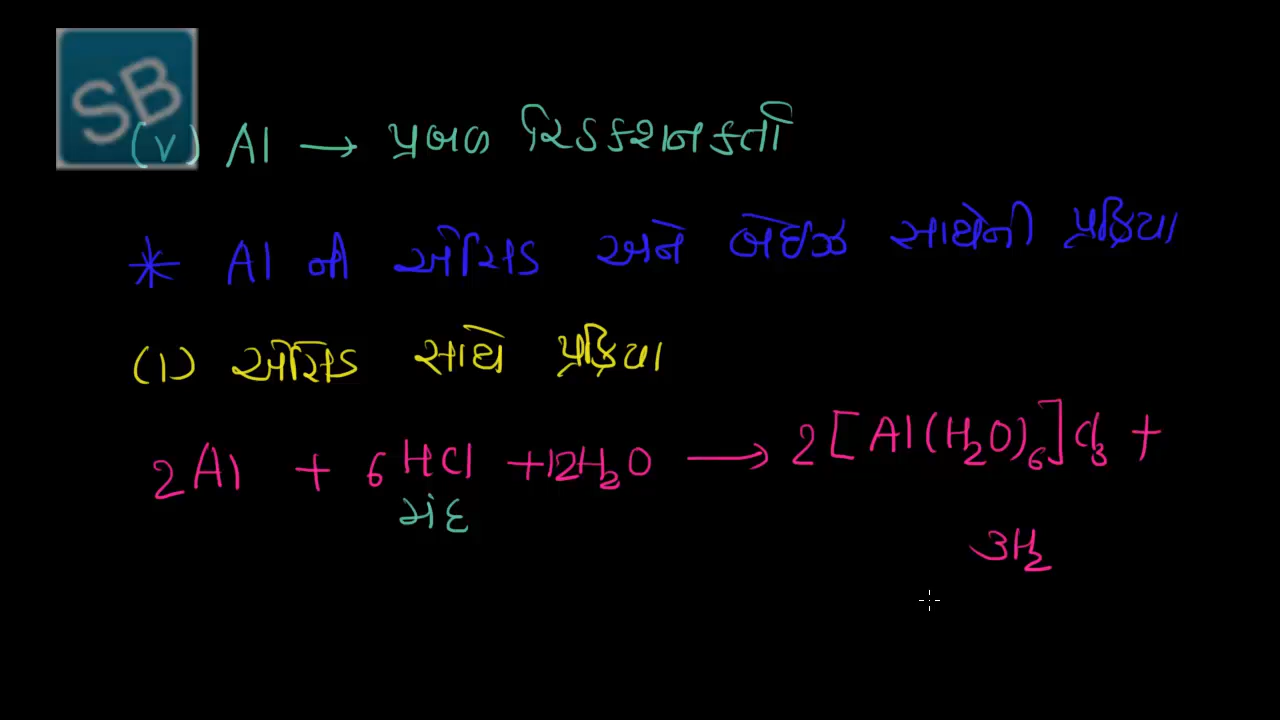 SB
(v) Al → પ્રબળ રિડક્શનકર્તા
* Al ની એસિડ અને બેઇઝ સાથેની પ્રક્રિયા
(1) એસિડ સાથે પ્રક્રિયા
2Al + 6HCl + 12H₂O → 2[Al(H₂O)₆]Cl₃ +
મંદ
3H₂